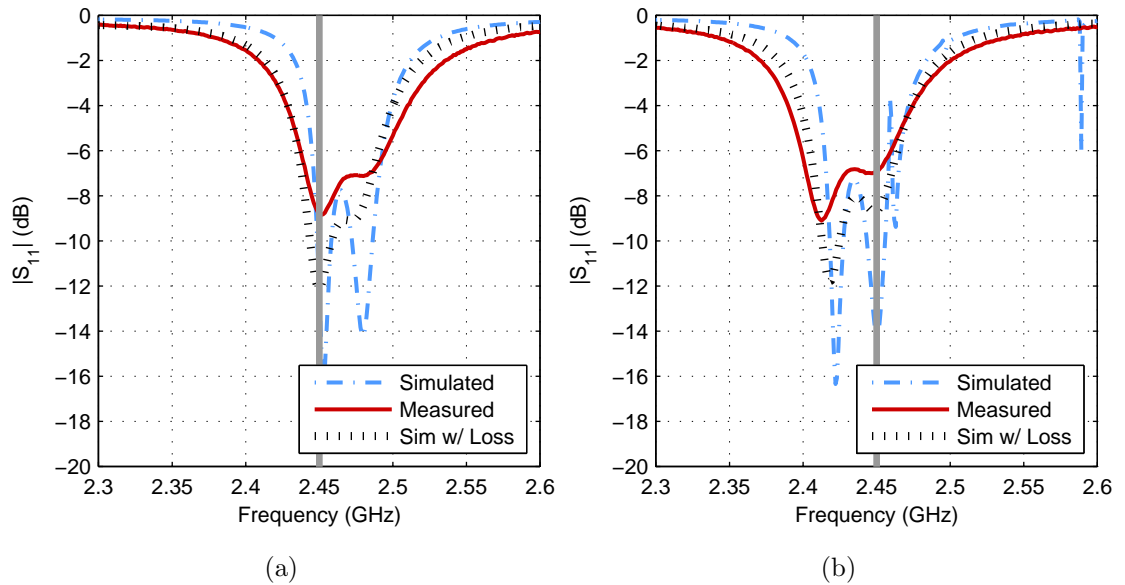 0
−2
−4
−6
−8
−10
−12
−14
−16
−18
−20
|S11| (dB)
2.3 2.35 2.4 2.45 2.5 2.55 2.6
Frequency (GHz)
Simulated
Measured
Sim w/ Loss
(a)
0
−2
−4
−6
−8
−10
−12
−14
−16
−18
−20
|S11| (dB)
2.3 2.35 2.4 2.45 2.5 2.55 2.6
Frequency (GHz)
Simulated
Measured
Sim w/ Loss
(b)